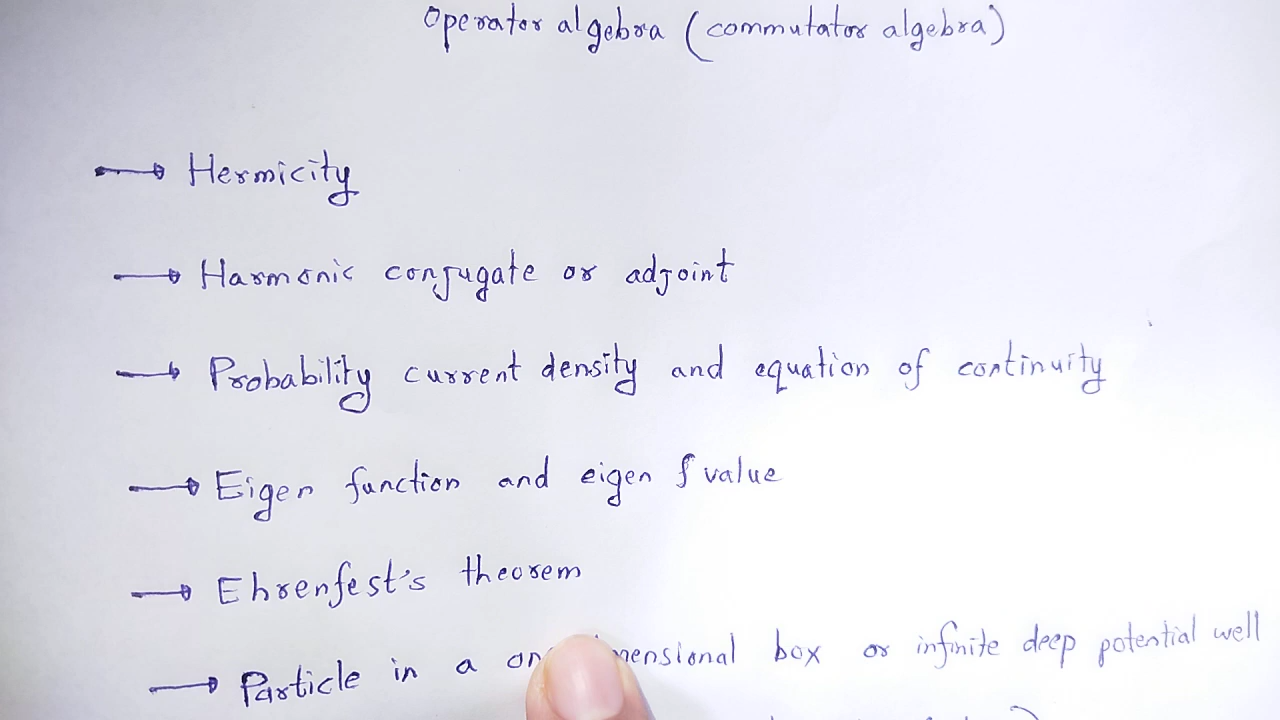 Operator algebra (commutator algebra)
→ Hermicity
→ Harmonic conjugate or adjoint
→ Probability current density and equation of continuity
→ Eigen function and eigen f value
→ Ehrenfest's theorem
→ Particle in a mensional box or infinite deep potential well